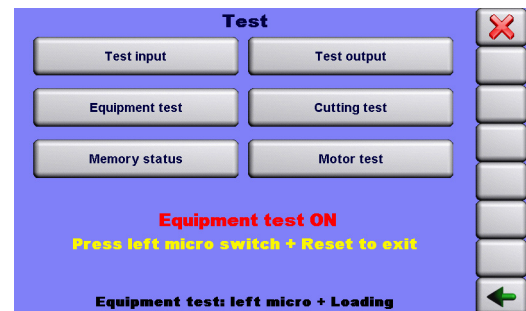 Test
Test input
Test output
Equipment test
Cutting test
Memory status
Motor test
Equipment test ON
Press left micro switch + Reset to exit
Equipment test: left micro + Loading